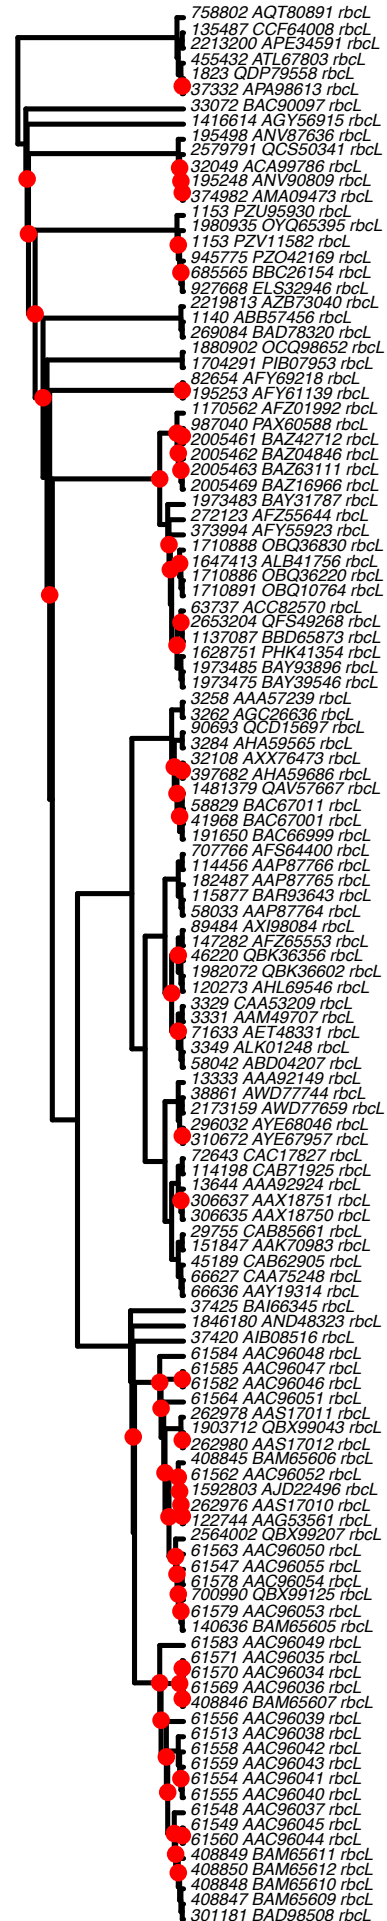 758802 AQT80891 rbcL
135487 CCF64008 rbcL
2213200 APE34591 rbcL
455432 ATL67803 rbcL
1823 QDP79558 rbcL
37332 APA98613 rbcL
33072 BAC90097 rbcL
1416614 AGY56915 rbcL
195498 ANV87636 rbcL
2579791 QCS50341 rbcL
32049 ACA99786 rbcL
195248 ANV90809 rbcL
374982 AMA09473 rbcL
1153 PZU95930 rbcL
1980935 OYQ65395 rbcL
1153 PZV11582 rbcL
945775 PZO42169 rbcL
685565 BBC26154 rbcL
927668 ELS32946 rbcL
2219813 AZB73040 rbcL
1140 ABB57456 rbcL
269084 BAD78320 rbcL
1880902 OCQ98652 rbcL
1704291 PIB07953 rbcL
82654 AFY69218 rbcL
195253 AFY61139 rbcL
1170562 AFZ01992 rbcL
987040 PAX60588 rbcL
2005461 BAZ42712 rbcL
2005462 BAZ04846 rbcL
2005463 BAZ63111 rbcL
2005469 BAZ16966 rbcL
1973483 BAY31787 rbcL
272123 AFZ55644 rbcL
373994 AFY55923 rbcL
1710888 OBQ36830 rbcL
1647413 ALB41756 rbcL
1710886 OBQ36220 rbcL
1710891 OBQ10764 rbcL
63737 ACC82570 rbcL
2653204 QFS49268 rbcL
1137087 BBD65873 rbcL
1628751 PHK41354 rbcL
1973485 BAY93896 rbcL
1973475 BAY39546 rbcL
3258 AAA57239 rbcL
3262 AGC26636 rbcL
90693 QCD15697 rbcL
3284 AHA59565 rbcL
32108 AXX76473 rbcL
397682 AHA59686 rbcL
1481379 QAV57667 rbcL
58829 BAC67011 rbcL
41968 BAC67001 rbcL
191650 BAC66999 rbcL
707766 AFS64400 rbcL
114456 AAP87766 rbcL
182487 AAP87765 rbcL
115877 BAR93643 rbcL
58033 AAP87764 rbcL
89484 AXI98084 rbcL
147282 AFZ65553 rbcL
46220 QBK36356 rbcL
1982072 QBK36602 rbcL
120273 AHL69546 rbcL
3329 CAA53209 rbcL
3331 AAM49707 rbcL
71633 AET48331 rbcL
3349 ALK01248 rbcL
58042 ABD04207 rbcL
13333 AAA92149 rbcL
38861 AWD77744 rbcL
2173159 AWD77659 rbcL
296032 AYE68046 rbcL
310672 AYE67957 rbcL
72643 CAC17827 rbcL
114198 CAB71925 rbcL
13644 AAA92924 rbcL
306637 AAX18751 rbcL
306635 AAX18750 rbcL
29755 CAB85661 rbcL
151847 AAK70983 rbcL
45189 CAB62905 rbcL
66627 CAA75248 rbcL
66636 AAY19314 rbcL
37425 BAI66345 rbcL
1846180 AND48323 rbcL
37420 AIB08516 rbcL
61584 AAC96048 rbcL
61585 AAC96047 rbcL
61582 AAC96046 rbcL
61564 AAC96051 rbcL
262978 AAS17011 rbcL
1903712 QBX99043 rbcL
262980 AAS17012 rbcL
408845 BAM65606 rbcL
61562 AAC96052 rbcL
1592803 AJD22496 rbcL
262976 AAS17010 rbcL
122744 AAG53561 rbcL
2564002 QBX99207 rbcL
61563 AAC96050 rbcL
61547 AAC96055 rbcL
61578 AAC96054 rbcL
700990 QBX99125 rbcL
61579 AAC96053 rbcL
140636 BAM65605 rbcL
61583 AAC96049 rbcL
61571 AAC96035 rbcL
61570 AAC96034 rbcL
61569 AAC96036 rbcL
408846 BAM65607 rbcL
61556 AAC96039 rbcL
61513 AAC96038 rbcL
61558 AAC96042 rbcL
61559 AAC96043 rbcL
61554 AAC96041 rbcL
61555 AAC96040 rbcL
61548 AAC96037 rbcL
61549 AAC96045 rbcL
61560 AAC96044 rbcL
408849 BAM65611 rbcL
408850 BAM65612 rbcL
408848 BAM65610 rbcL
408847 BAM65609 rbcL
301181 BAD98508 rbcL